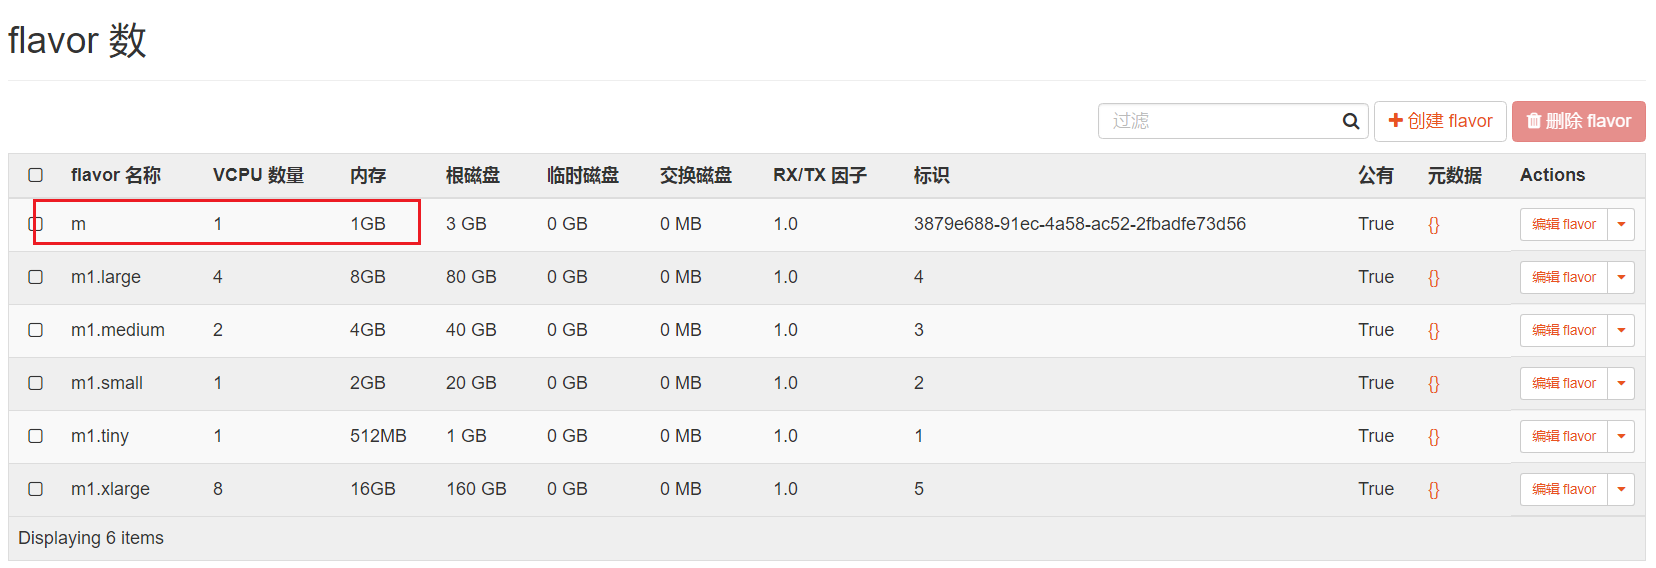 flavor 数
过滤 创建 flavor 删除 flavor
flavor 名称 VCPU 数量 内存 根磁盘 临时磁盘 交换磁盘 RX/TX 因子 标识 公有 元数据 Actions
m 1 1GB 3 GB 0 GB 0 MB 1.0 3879e688-91ec-4a58-ac52-2fbadfe73d56 True {} 编辑 flavor
m1.large 4 8GB 80 GB 0 GB 0 MB 1.0 4 True {} 编辑 flavor
m1.medium 2 4GB 40 GB 0 GB 0 MB 1.0 3 True {} 编辑 flavor
m1.small 1 2GB 20 GB 0 GB 0 MB 1.0 2 True {} 编辑 flavor
m1.tiny 1 512MB 1 GB 0 GB 0 MB 1.0 1 True {} 编辑 flavor
m1.xlarge 8 16GB 160 GB 0 GB 0 MB 1.0 5 True {} 编辑 flavor
Displaying 6 items